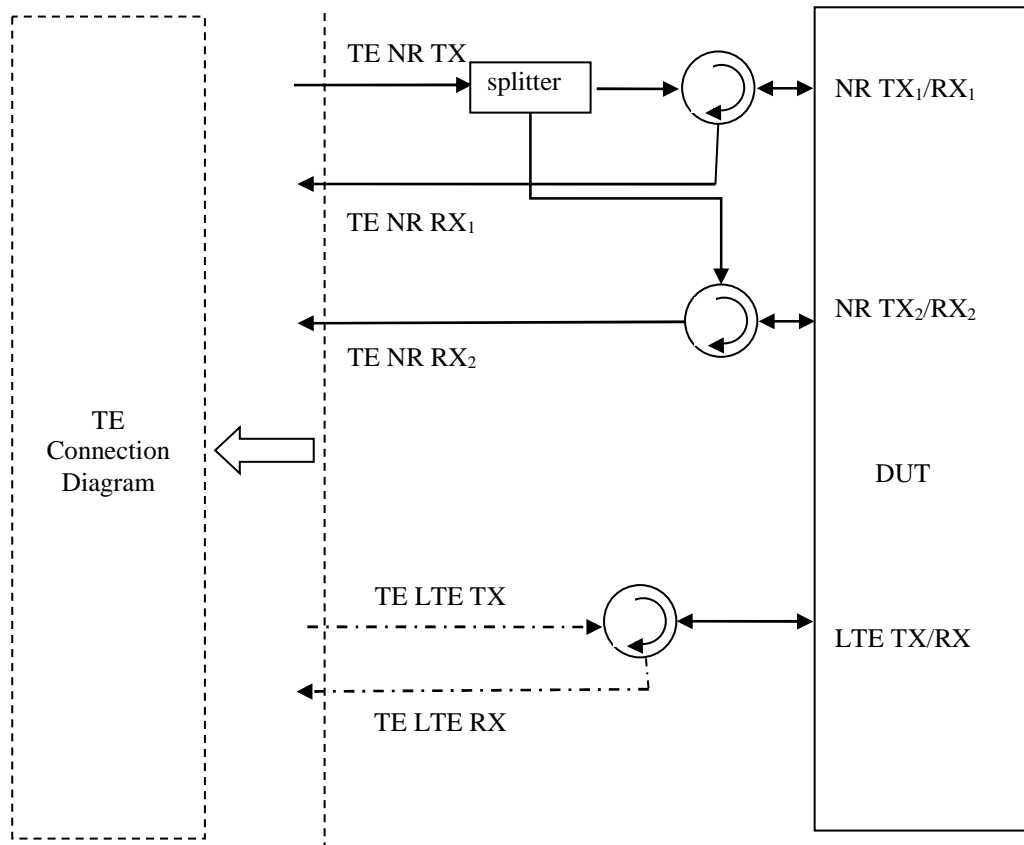 TE NR TX
splitter
NR TX₁/RX₁
TE NR RX₁
NR TX₂/RX₂
TE NR RX₂
TE
Connection
Diagram
DUT
TE LTE TX
LTE TX/RX
TE LTE RX